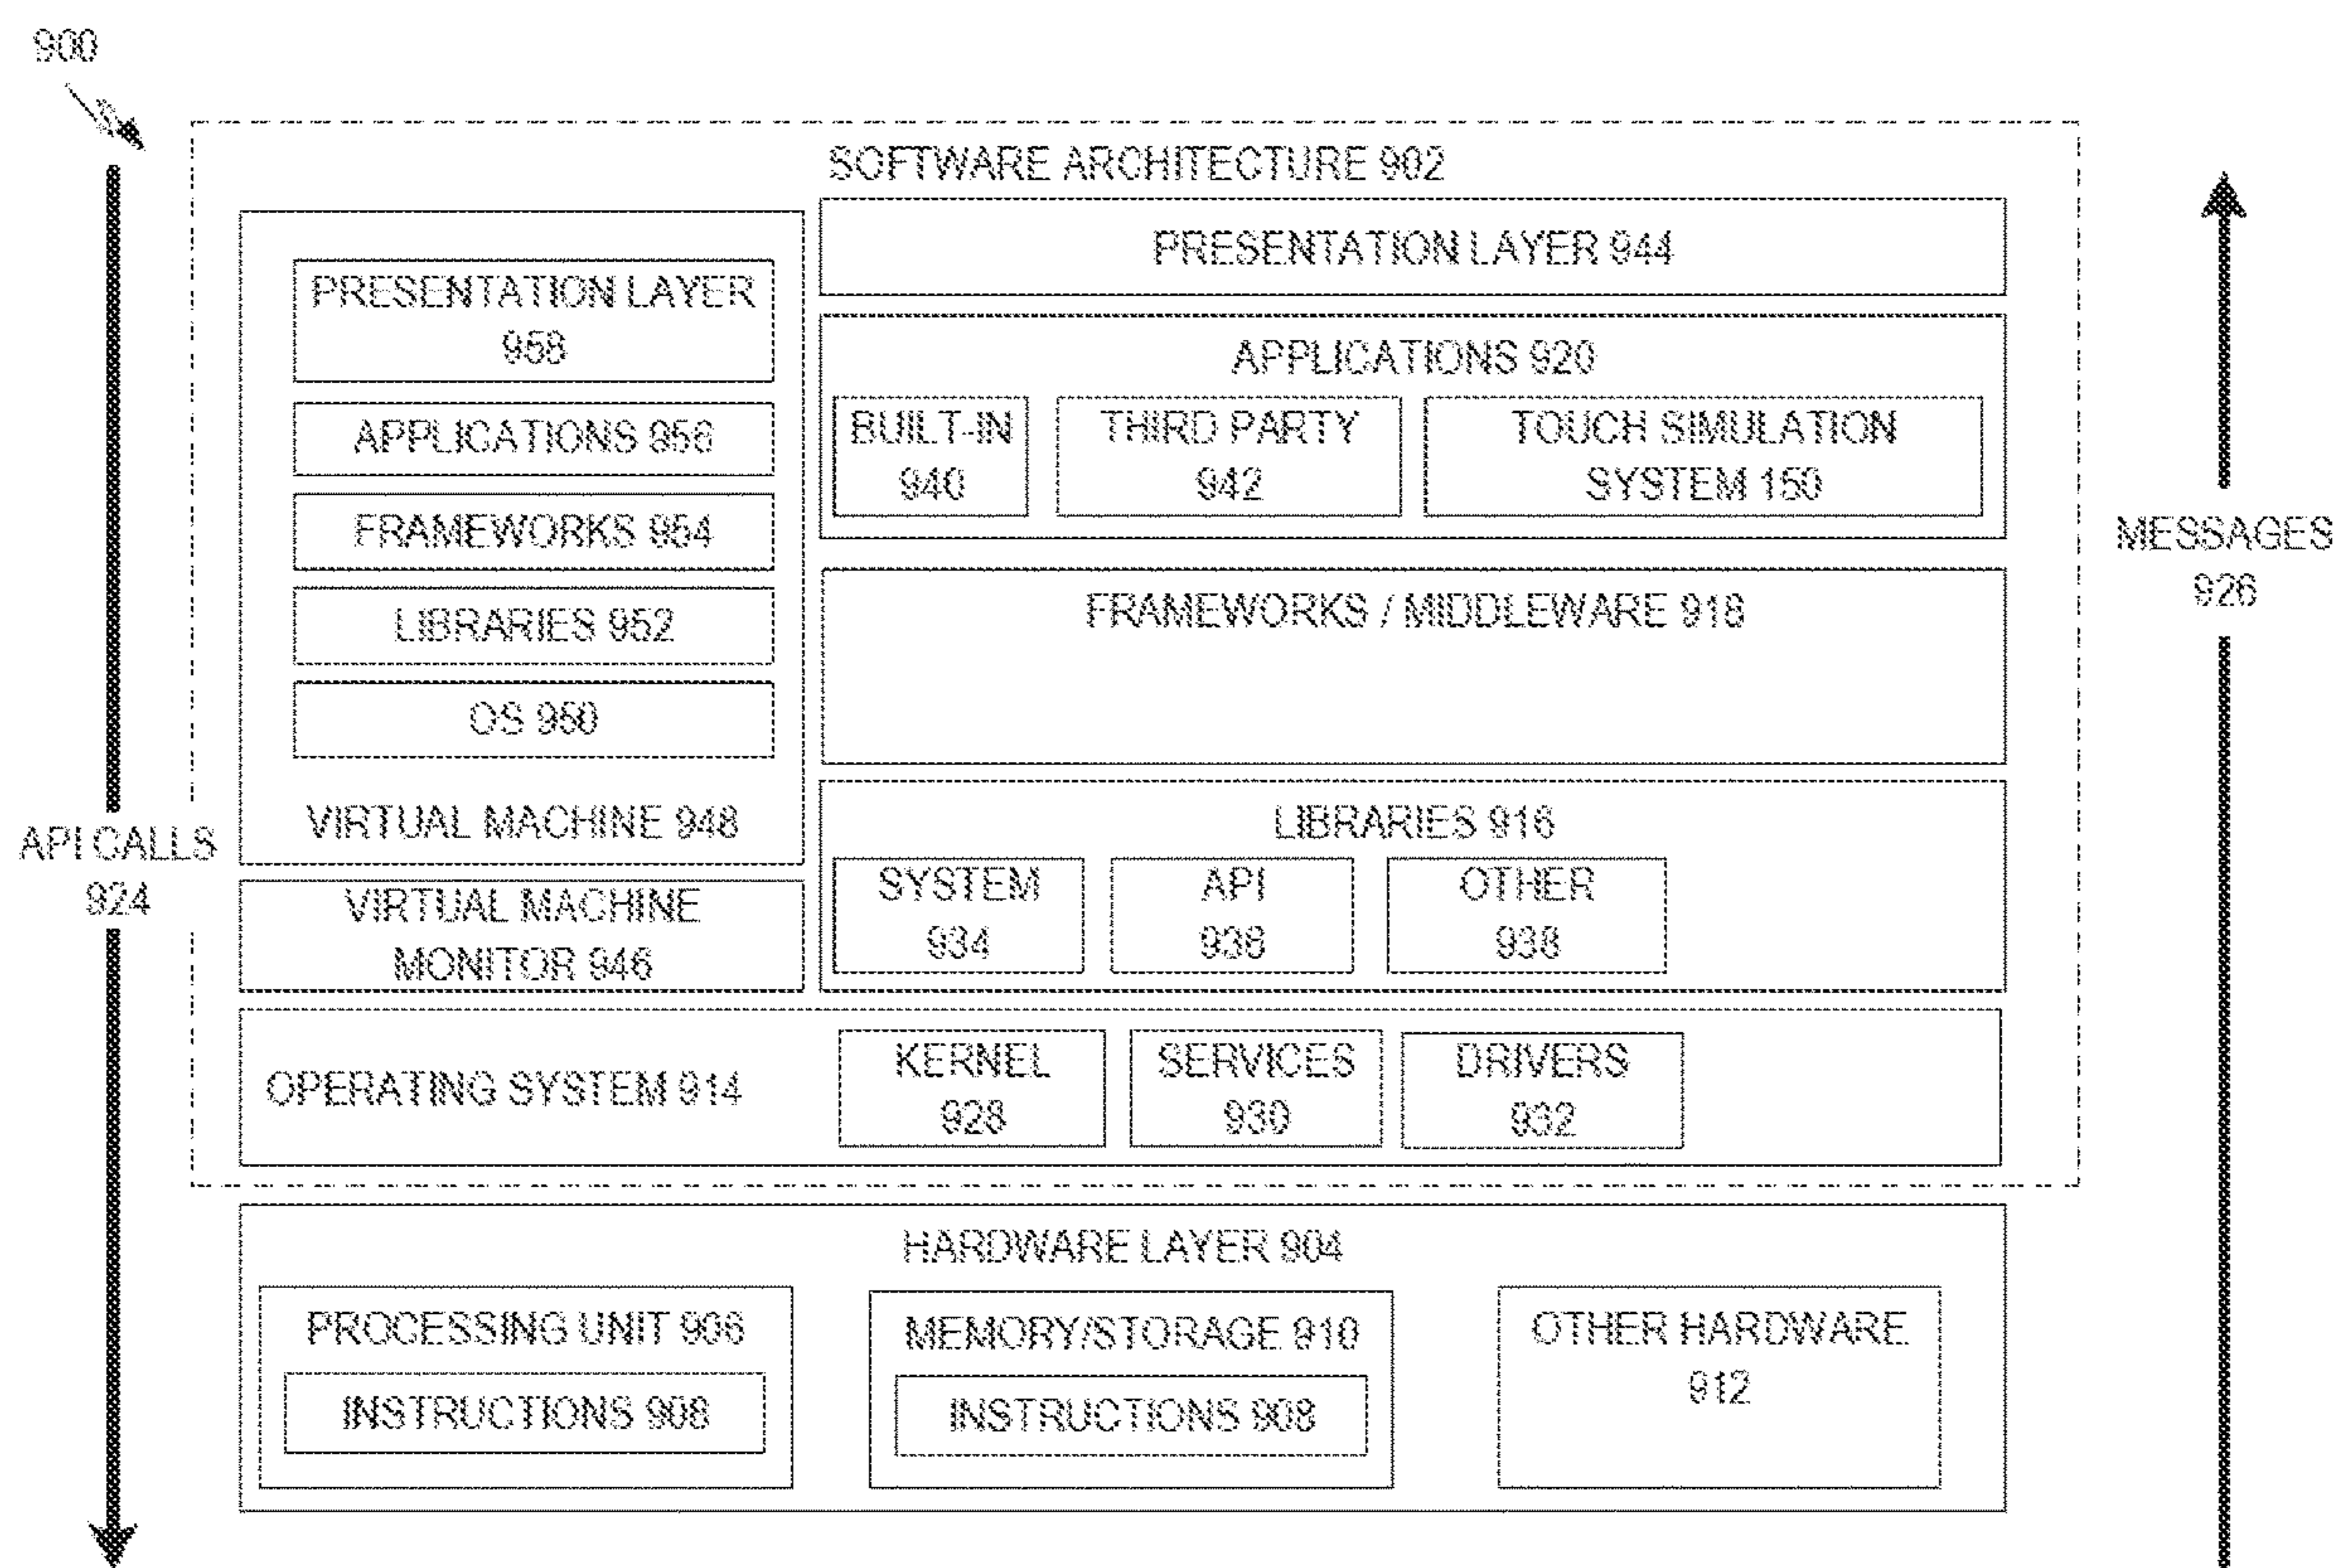 900
SOFTWARE ARCHITECTURE 902
PRESENTATION LAYER
958
APPLICATIONS 956
FRAMEWORKS 954
LIBRARIES 952
OS 950
VIRTUAL MACHINE 948
VIRTUAL MACHINE
MONITOR 946
PRESENTATION LAYER 944
APPLICATIONS 920
BUILT-IN
940
THIRD PARTY
942
TOUCH SIMULATION
SYSTEM 150
FRAMEWORKS / MIDDLEWARE 918
LIBRARIES 916
SYSTEM
934
API
936
OTHER
938
OPERATING SYSTEM 914
KERNEL
928
SERVICES
930
DRIVERS
932
HARDWARE LAYER 904
PROCESSING UNIT 906
INSTRUCTIONS 908
MEMORY/STORAGE 910
INSTRUCTIONS 908
OTHER HARDWARE
912
API CALLS
924
MESSAGES
926